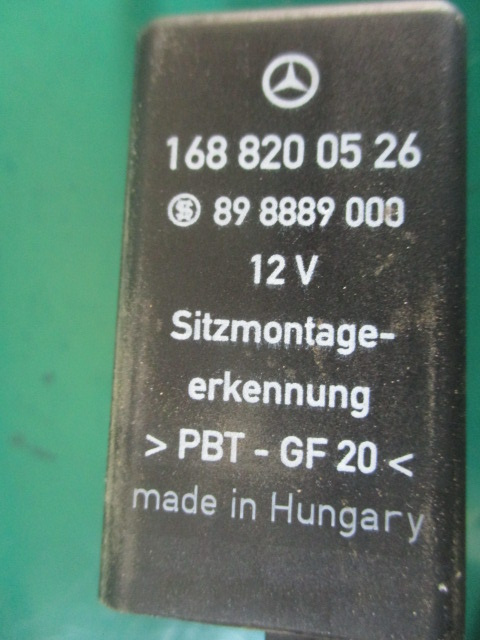 168 820 05 26
89 8889 000
12 V
Sitzmontage-
erkennung
> PBT - GF 20 <
made in Hungary